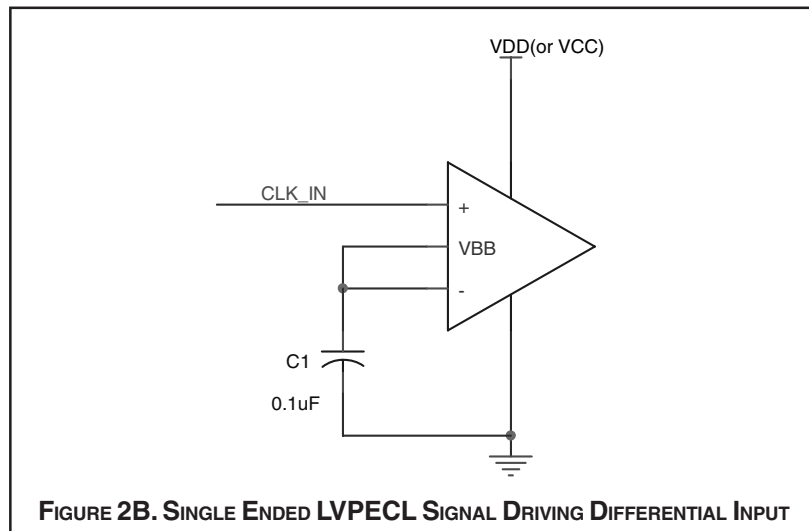 VDD(or VCC)
CLK_IN
+
VBB
-
C1
0.1uF
FIGURE 2B. SINGLE ENDED LVPECL SIGNAL DRIVING DIFFERENTIAL INPUT